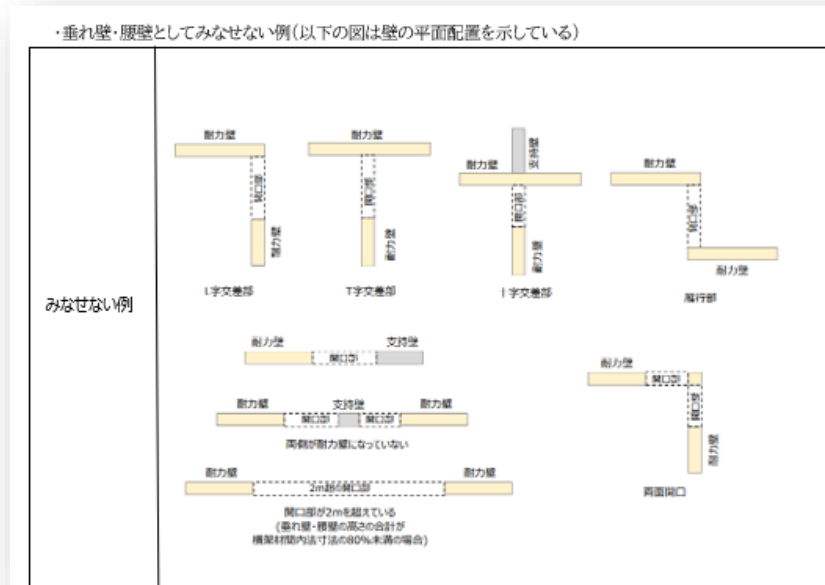 ・垂れ壁・腰壁としてみなせない例(以下の図は壁の平面配置を示している)
みなせない例
耐力壁
開口部
耐力壁
L字交差部
耐力壁
開口部
耐力壁
T字交差部
支持壁
耐力壁
開口部
耐力壁
十字交差部
耐力壁
開口部
耐力壁
雁行部
耐力壁
支持壁
開口部
耐力壁
支持壁
耐力壁
開口部
開口部
両側が耐力壁になっていない
耐力壁
耐力壁
2m超の開口部
開口部が2mを超えている
(垂れ壁・腰壁の高さの合計が
横架材間内法寸法の80%未満の場合)
耐力壁
開口部
開口部
耐力壁
両面開口